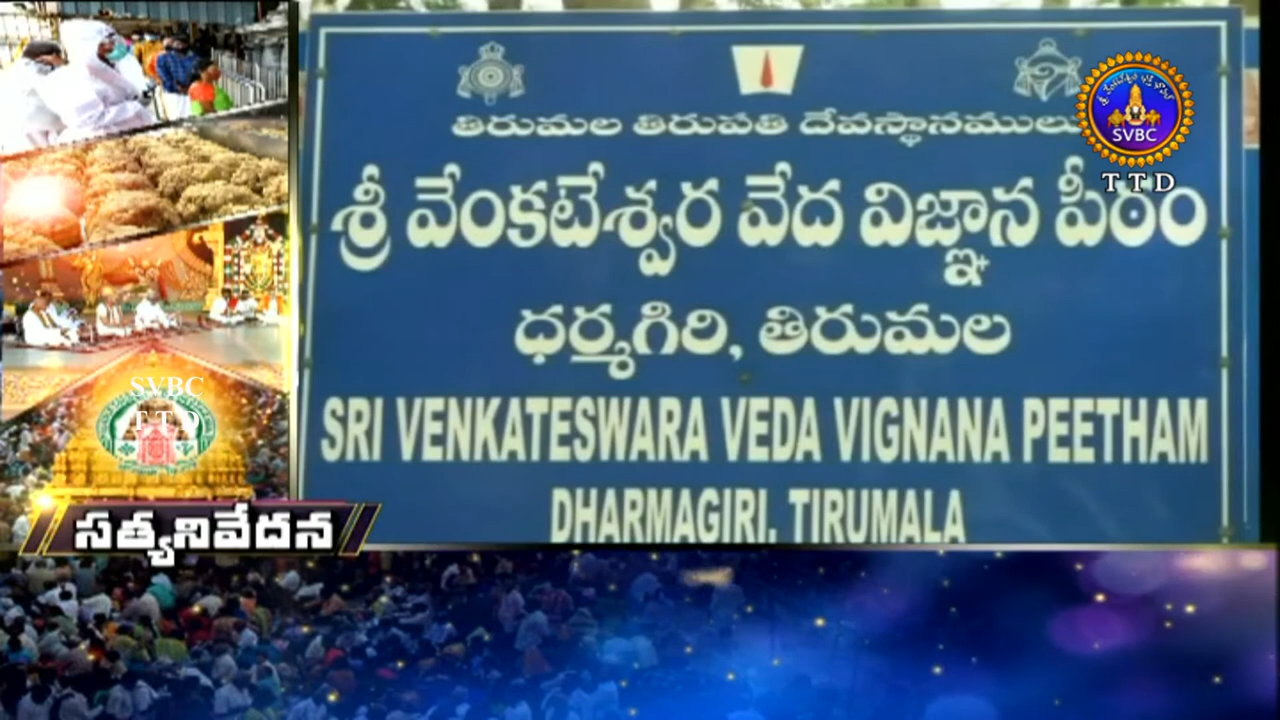 తిరుమల తిరుపతి దేవస్థానములు
శ్రీ వేంకటేశ్వర వేద విజ్ఞాన పీఠం
ధర్మగిరి, తిరుమల
SRI VENKATESWARA VEDA VIGNANA PEETHAM
DHARMAGIRI, TIRUMALA
SVBC
TTD
SVBC
TTD
సత్యనివేదన